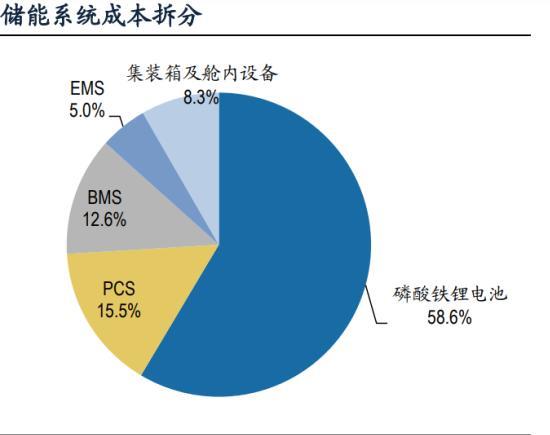 储能系统成本拆分
集装箱及舱内设备
8.3%
EMS
5.0%
BMS
12.6%
PCS
15.5%
磷酸铁锂电池
58.6%